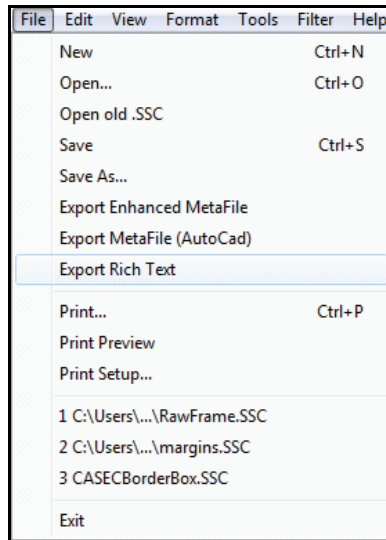 File Edit View Format Tools Filter Help
New Ctrl+N
Open... Ctrl+O
Open old .SSC
Save Ctrl+S
Save As...
Export Enhanced MetaFile
Export MetaFile (AutoCad)
Export Rich Text
Print... Ctrl+P
Print Preview
Print Setup...
1 C:\Users\...\RawFrame.SSC
2 C:\Users\...\margins.SSC
3 CASECBorderBox.SSC
Exit